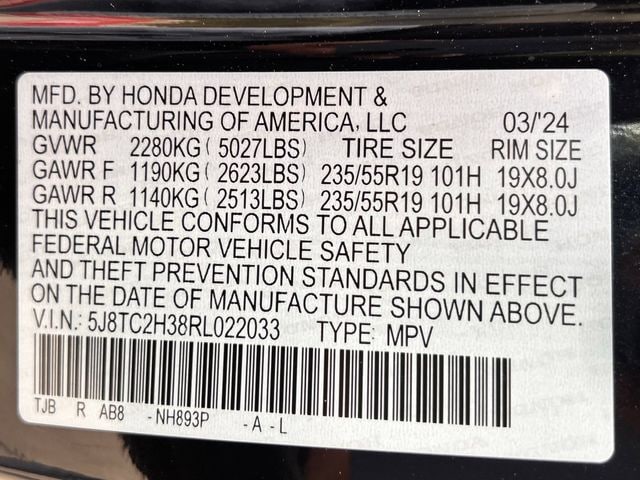 MFD. BY HONDA DEVELOPMENT &
MANUFACTURING OF AMERICA, LLC 03/'24
GVWR 2280KG ( 5027LBS) TIRE SIZE RIM SIZE
GAWR F 1190KG ( 2623LBS) 235/55R19 101H 19X8.0J
GAWR R 1140KG ( 2513LBS) 235/55R19 101H 19X8.0J
THIS VEHICLE CONFORMS TO ALL APPLICABLE
FEDERAL MOTOR VEHICLE SAFETY
AND THEFT PREVENTION STANDARDS IN EFFECT
ON THE DATE OF MANUFACTURE SHOWN ABOVE.
V.I.N.: 5J8TC2H38RL022033 TYPE: MPV
TJB R AB8 -NH893P -A-L